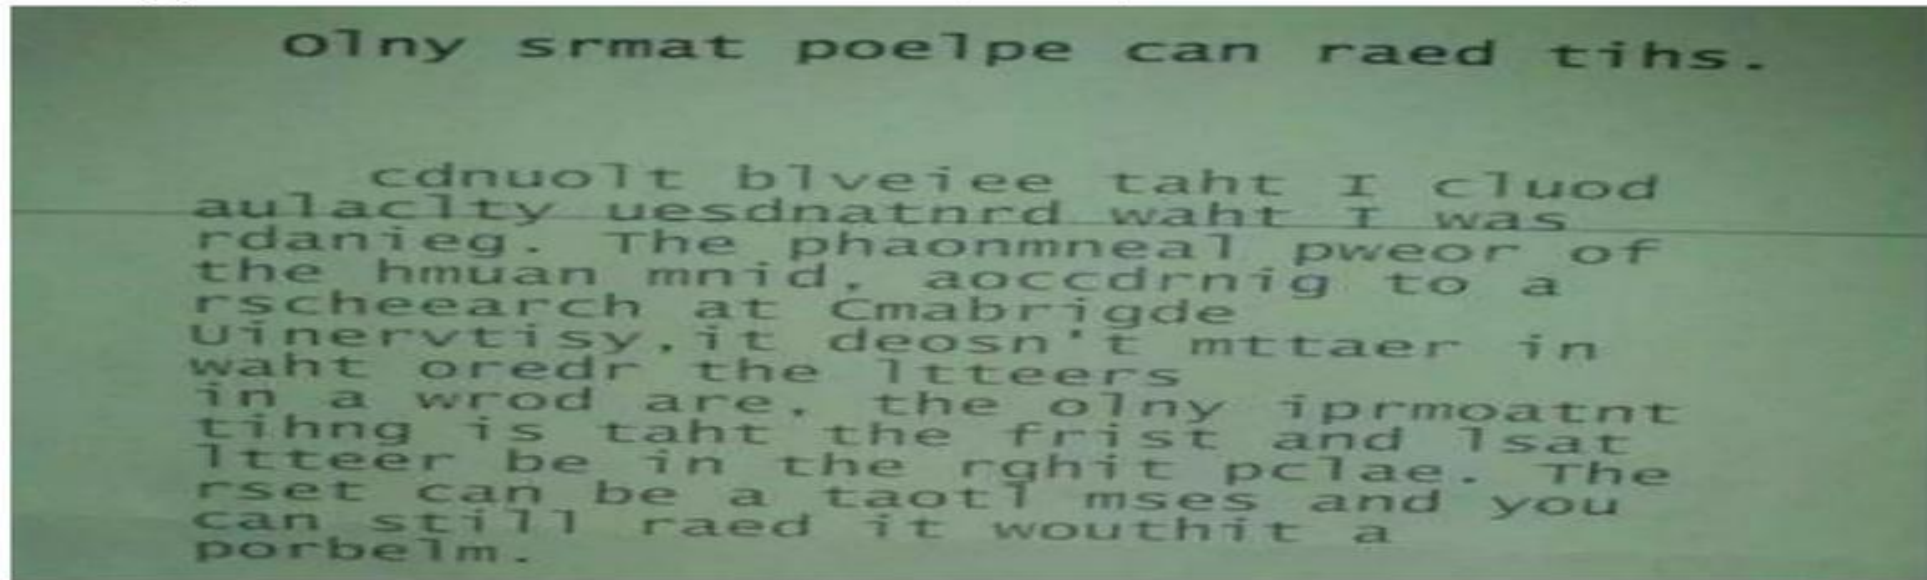 Olny srmat poelpe can raed tihs.
cdnuolt blveiee taht I cluod
aulaclty uesdnatnrd waht I was
rdanieg. The phaonmneal pweor of
the hmuan mnid, aoccdrnig to a
rscheearch at Cmabrigde
Uinervtisy,it deosn't mttaer in
waht oredr the ltteers
in a wrod are, the olny iprmoatnt
tihng is taht the frist and lsat
ltteer be in the rghit pclae. The
rset can be a taotl mses and you
can still raed it wouthit a
porbelm.